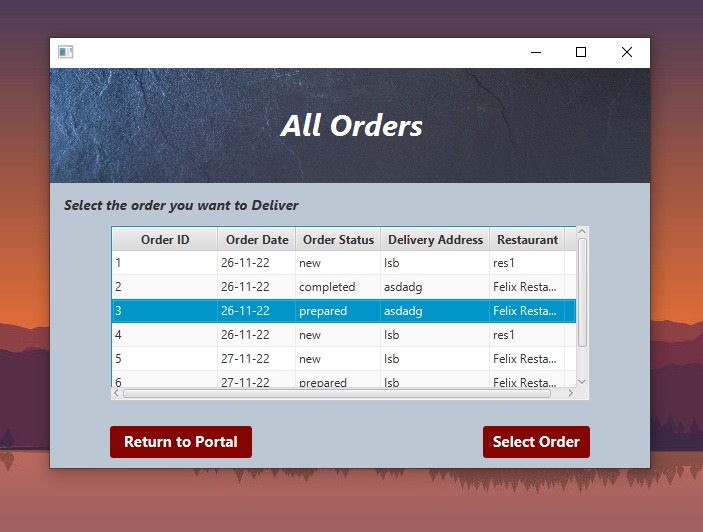 All Orders
Select the order you want to Deliver
Order ID Order Date Order Status Delivery Address Restaurant
1 26-11-22 new lsb res1
2 26-11-22 completed asdadg Felix Resta...
3 26-11-22 prepared asdadg Felix Resta...
4 26-11-22 new lsb res1
5 27-11-22 new lsb Felix Resta...
6 27-11-22 prepared lsb Felix Resta...
Return to Portal Select Order